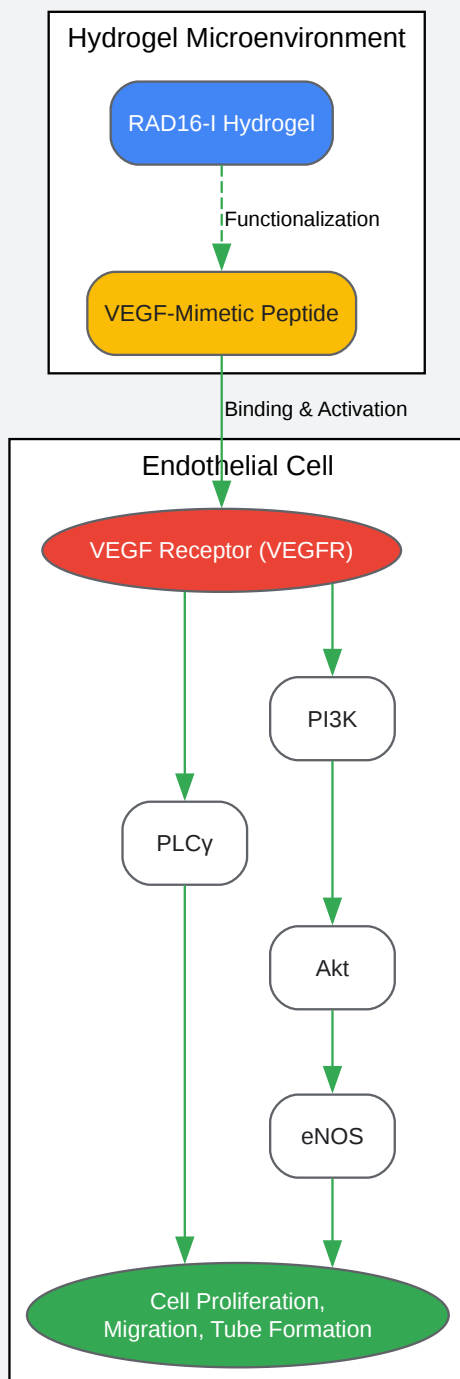 Hydrogel Microenvironment
RAD16-I Hydrogel
Functionalization
VEGF-Mimetic Peptide
Binding & Activation
Endothelial Cell
VEGF Receptor (VEGFR)
PI3K
PLCγ
Akt
eNOS
Cell Proliferation,
Migration, Tube Formation